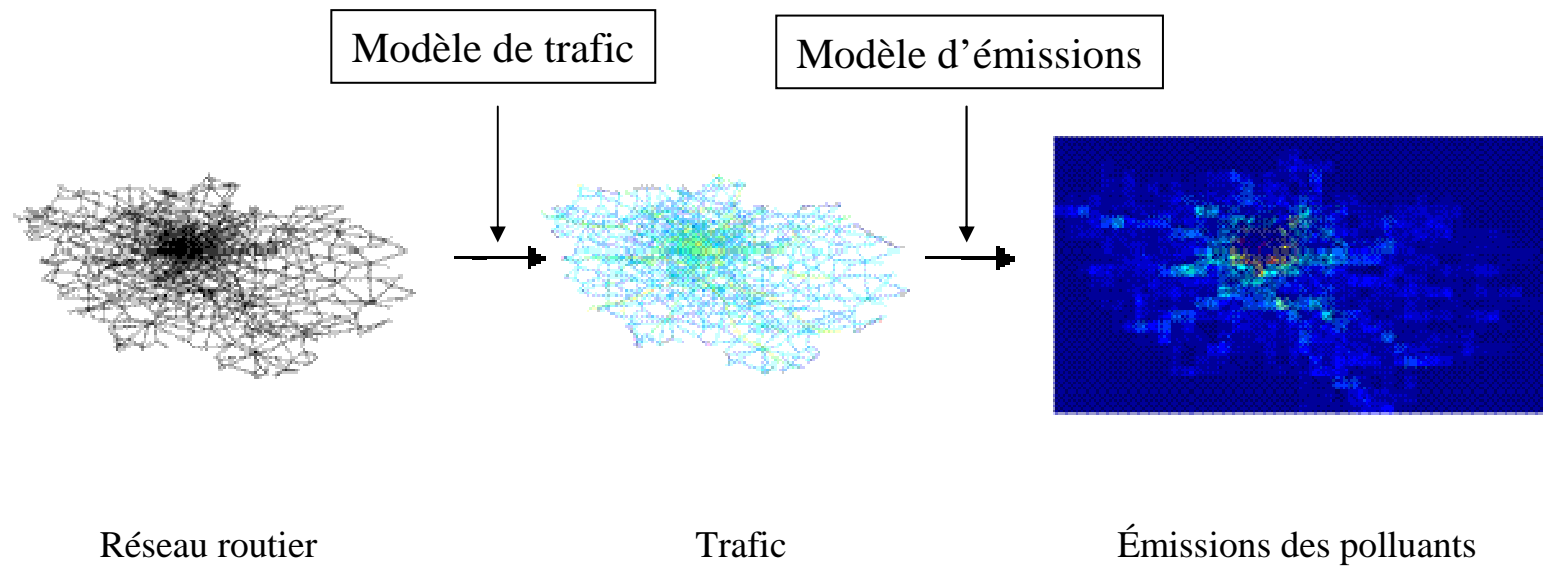 Modèle de trafic
Modèle d’émissions
Réseau routier
Trafic
Émissions des polluants